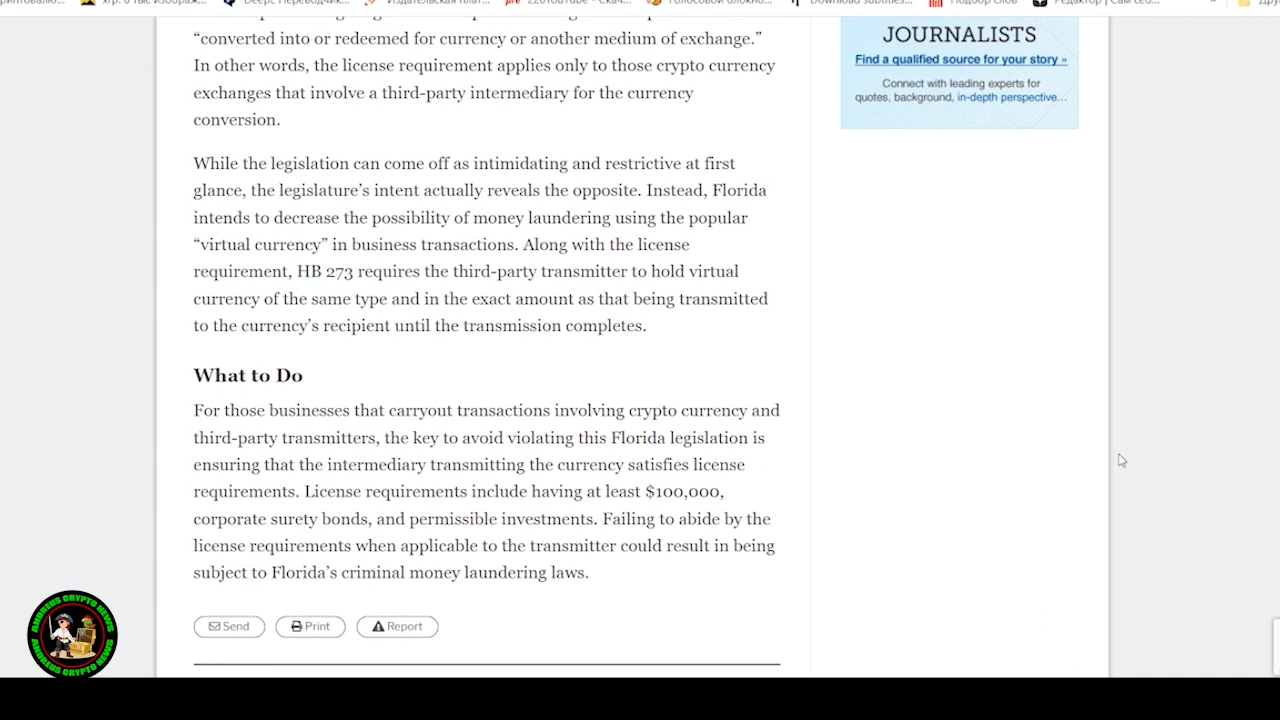 “converted into or redeemed for currency or another medium of exchange.”
In other words, the license requirement applies only to those crypto currency
exchanges that involve a third-party intermediary for the currency
conversion.
While the legislation can come off as intimidating and restrictive at first
glance, the legislature’s intent actually reveals the opposite. Instead, Florida
intends to decrease the possibility of money laundering using the popular
“virtual currency” in business transactions. Along with the license
requirement, HB 273 requires the third-party transmitter to hold virtual
currency of the same type and in the exact amount as that being transmitted
to the currency’s recipient until the transmission completes.
What to Do
For those businesses that carryout transactions involving crypto currency and
third-party transmitters, the key to avoid violating this Florida legislation is
ensuring that the intermediary transmitting the currency satisfies license
requirements. License requirements include having at least $100,000,
corporate surety bonds, and permissible investments. Failing to abide by the
license requirements when applicable to the transmitter could result in being
subject to Florida’s criminal money laundering laws.
Send Print Report
JOURNALISTS
Find a qualified source for your story »
Connect with leading experts for
quotes, background, in-depth perspective…
ANDREUS CRYPTO NEWS
ANDREUS CRYPTO NEWS